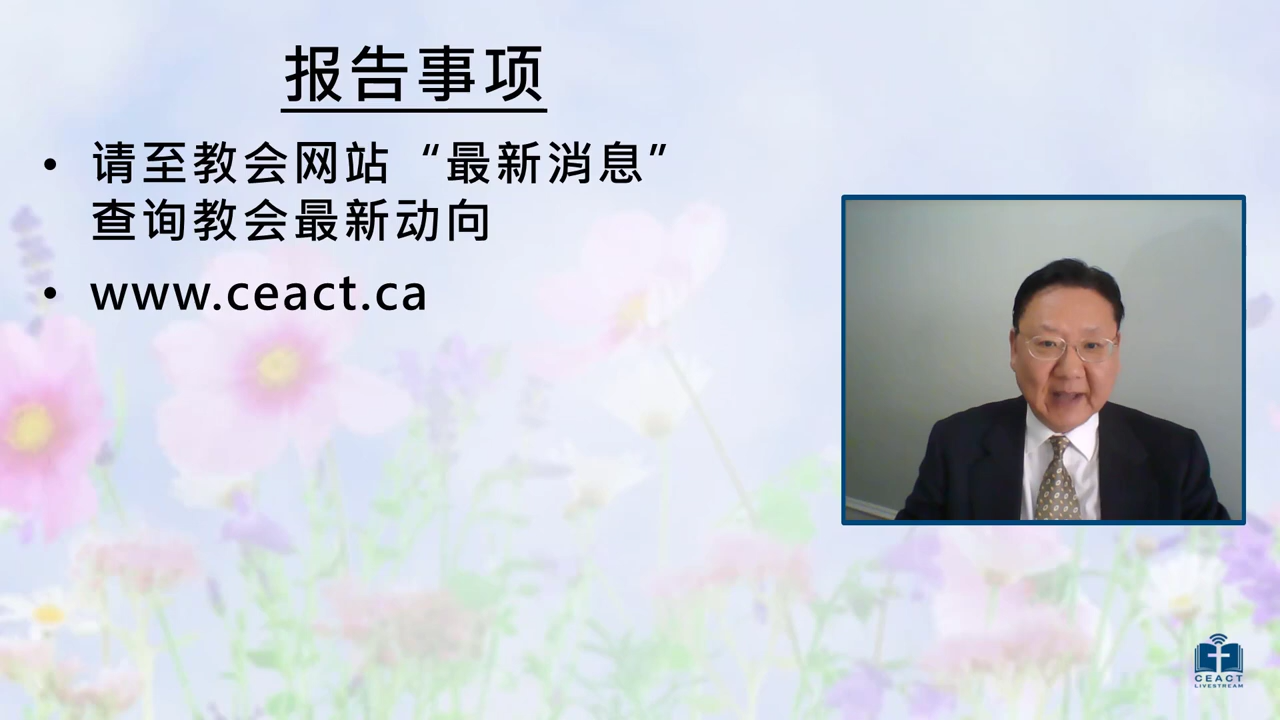 报告事项
• 请至教会网站“最新消息”
查询教会最新动向
• www.ceact.ca
CEACT
LIVESTREAM